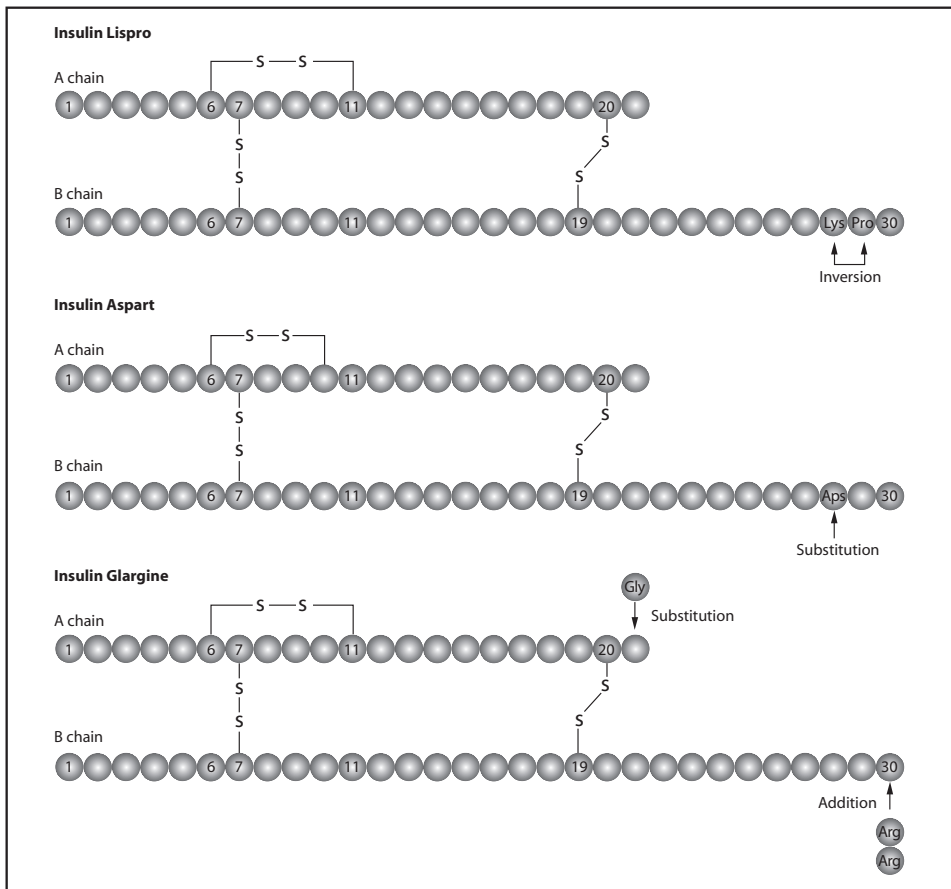 Insulin Lispro
S S
A chain
1 6 7 11 20
S
S
S
S
B chain
1 6 7 11 19 Lys Pro 30
Inversion
Insulin Aspart
S S
A chain
1 6 7 11 20
S
S
S
S
B chain
1 6 7 11 19 Aps 30
Substitution
Insulin Glargine
Gly
S S
Substitution
A chain
1 6 7 11 20
S
S
S
S
B chain
1 6 7 11 19 30
Addition
Arg
Arg